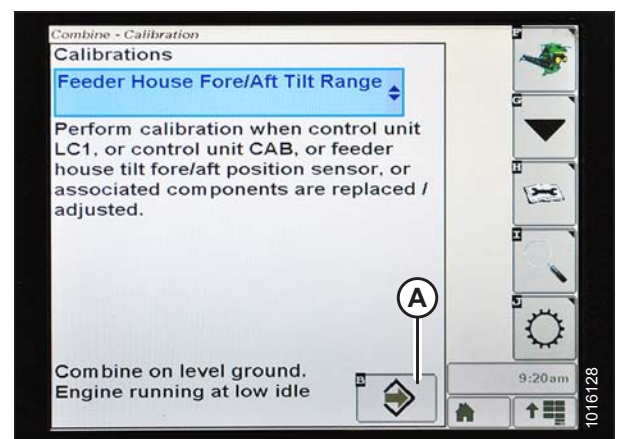 Combine - Calibration
Calibrations
Feeder House Fore/Aft Tilt Range
Perform calibration when control unit
LC1, or control unit CAB, or feeder
house tilt fore/aft position sensor, or
associated components are replaced /
adjusted.
Combine on level ground.
Engine running at low idle
B
A
F
G
H
I
J
9:20am
1016128